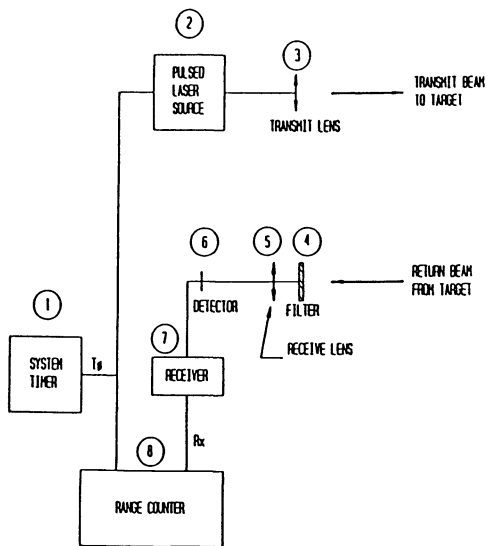 2
PULSED
LASER
SOURCE
3
TRANSMIT LENS
TRANSMIT BEAM
TO TARGET
6
5
4
DETECTOR
FILTER
RETURN BEAM
FROM TARGET
RECEIVE LENS
1
SYSTEM
TIMER
Tø
7
RECEIVER
Rx
8
RANGE COUNTER